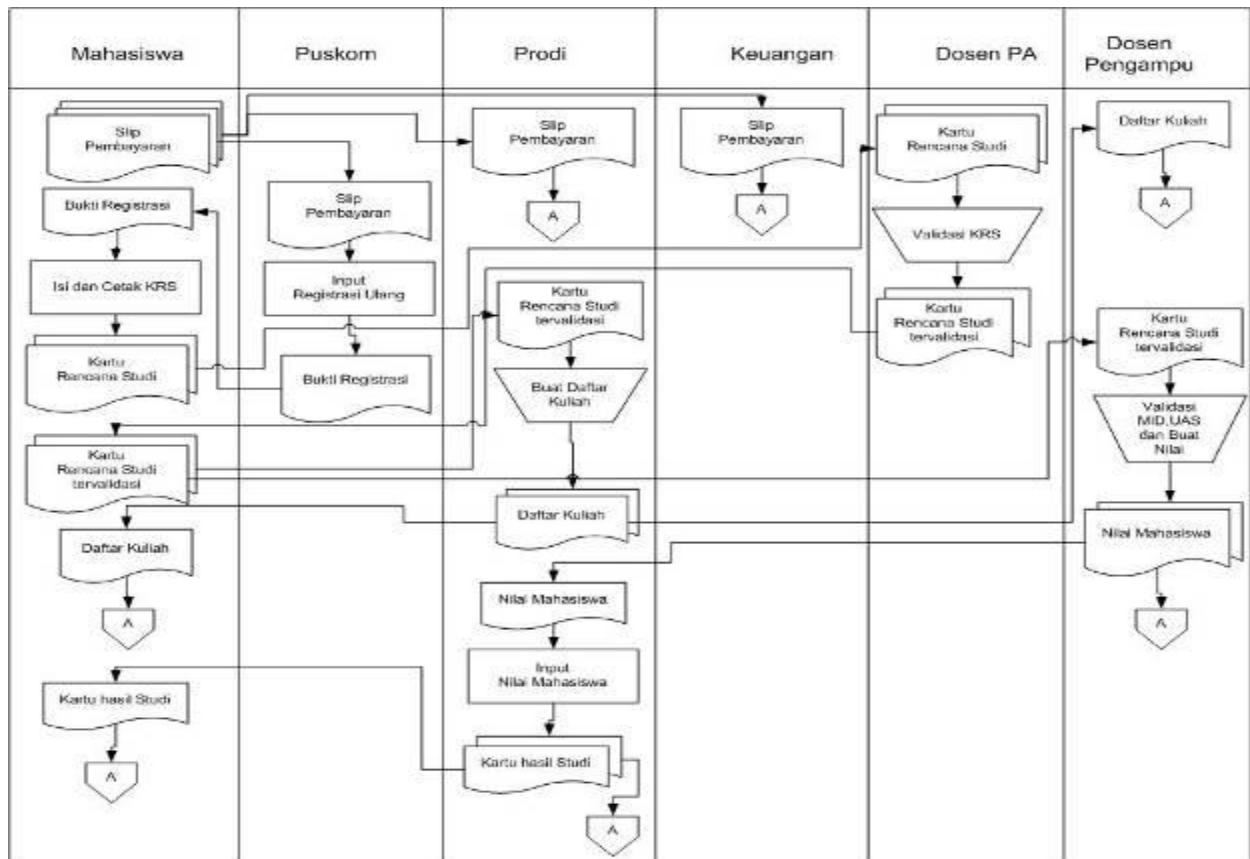 Mahasiswa
Puskom
Prodi
Keuangan
Dosen PA
Dosen
Pengampu
Slip
Pembayaran
Bukti Registrasi
Isi dan Cetak KRS
Kartu
Rencana Studi
Kartu
Rencana Studi
tervalidasi
Daftar Kuliah
A
Kartu hasil Studi
A
Slip
Pembayaran
Input
Registrasi Ulang
Bukti Registrasi
Slip
Pembayaran
A
Kartu
Rencana Studi
tervalidasi
Buat Daftar
Kuliah
Daftar Kuliah
Nilai Mahasiswa
Input
Nilai Mahasiswa
Kartu hasil Studi
A
Slip
Pembayaran
A
Kartu
Rencana Studi
Validasi KRS
Kartu
Rencana Studi
tervalidasi
Daftar Kuliah
A
Kartu
Rencana Studi
tervalidasi
Validasi
MID,UAS
dan Buat
Nilai
Nilai Mahasiswa
A